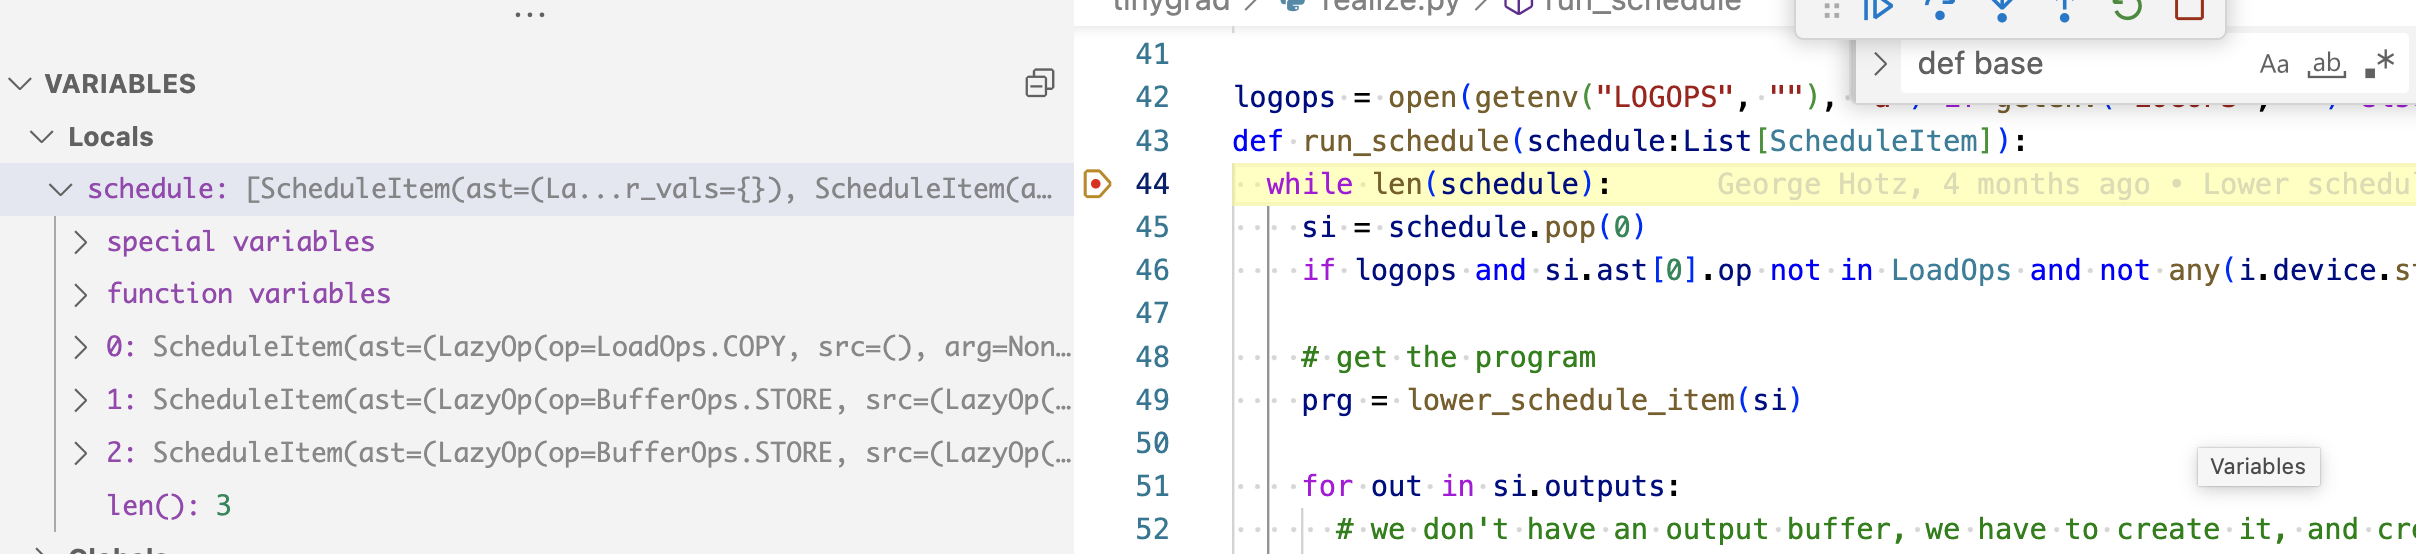 ...
VARIABLES
Locals
schedule: [ScheduleItem(ast=(La...r_vals={}), ScheduleItem(a...
special variables
function variables
0: ScheduleItem(ast=(LazyOp(op=LoadOps.COPY, src=(), arg=Non...
1: ScheduleItem(ast=(LazyOp(op=BufferOps.STORE, src=(LazyOp(...
2: ScheduleItem(ast=(LazyOp(op=BufferOps.STORE, src=(LazyOp(...
len(): 3
Globals
tinygrad > realize.py > run_schedule
def base Aa ab .*
41
42 logops = open(getenv("LOGOPS", ""),
43 def run_schedule(schedule:List[ScheduleItem]):
44 while len(schedule): George Hotz, 4 months ago • Lower schedul
45 si = schedule.pop(0)
46 if logops and si.ast[0].op not in LoadOps and not any(i.device.st
47
48 # get the program
49 prg = lower_schedule_item(si)
50
51 for out in si.outputs:
52 # we don't have an output buffer, we have to create it, and cre
Variables